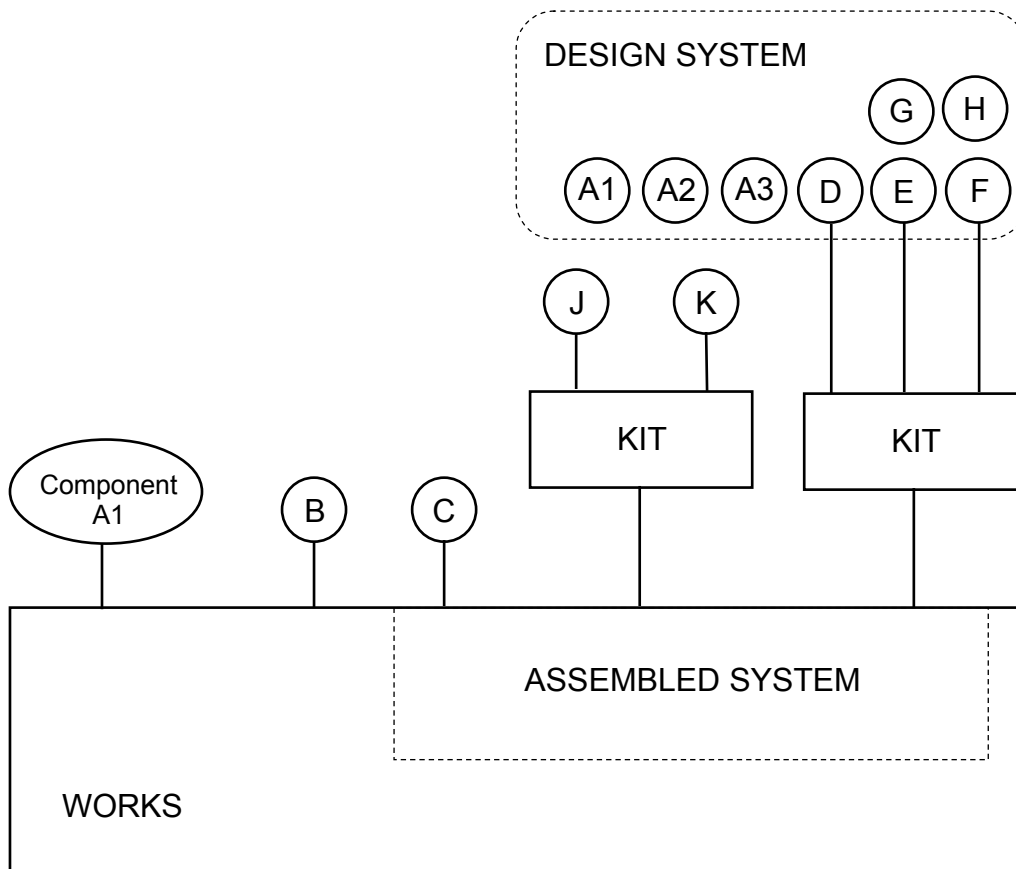 DESIGN SYSTEM
G H
A1 A2 A3 D E F
J K
KIT KIT
Component
A1
B C
ASSEMBLED SYSTEM
WORKS